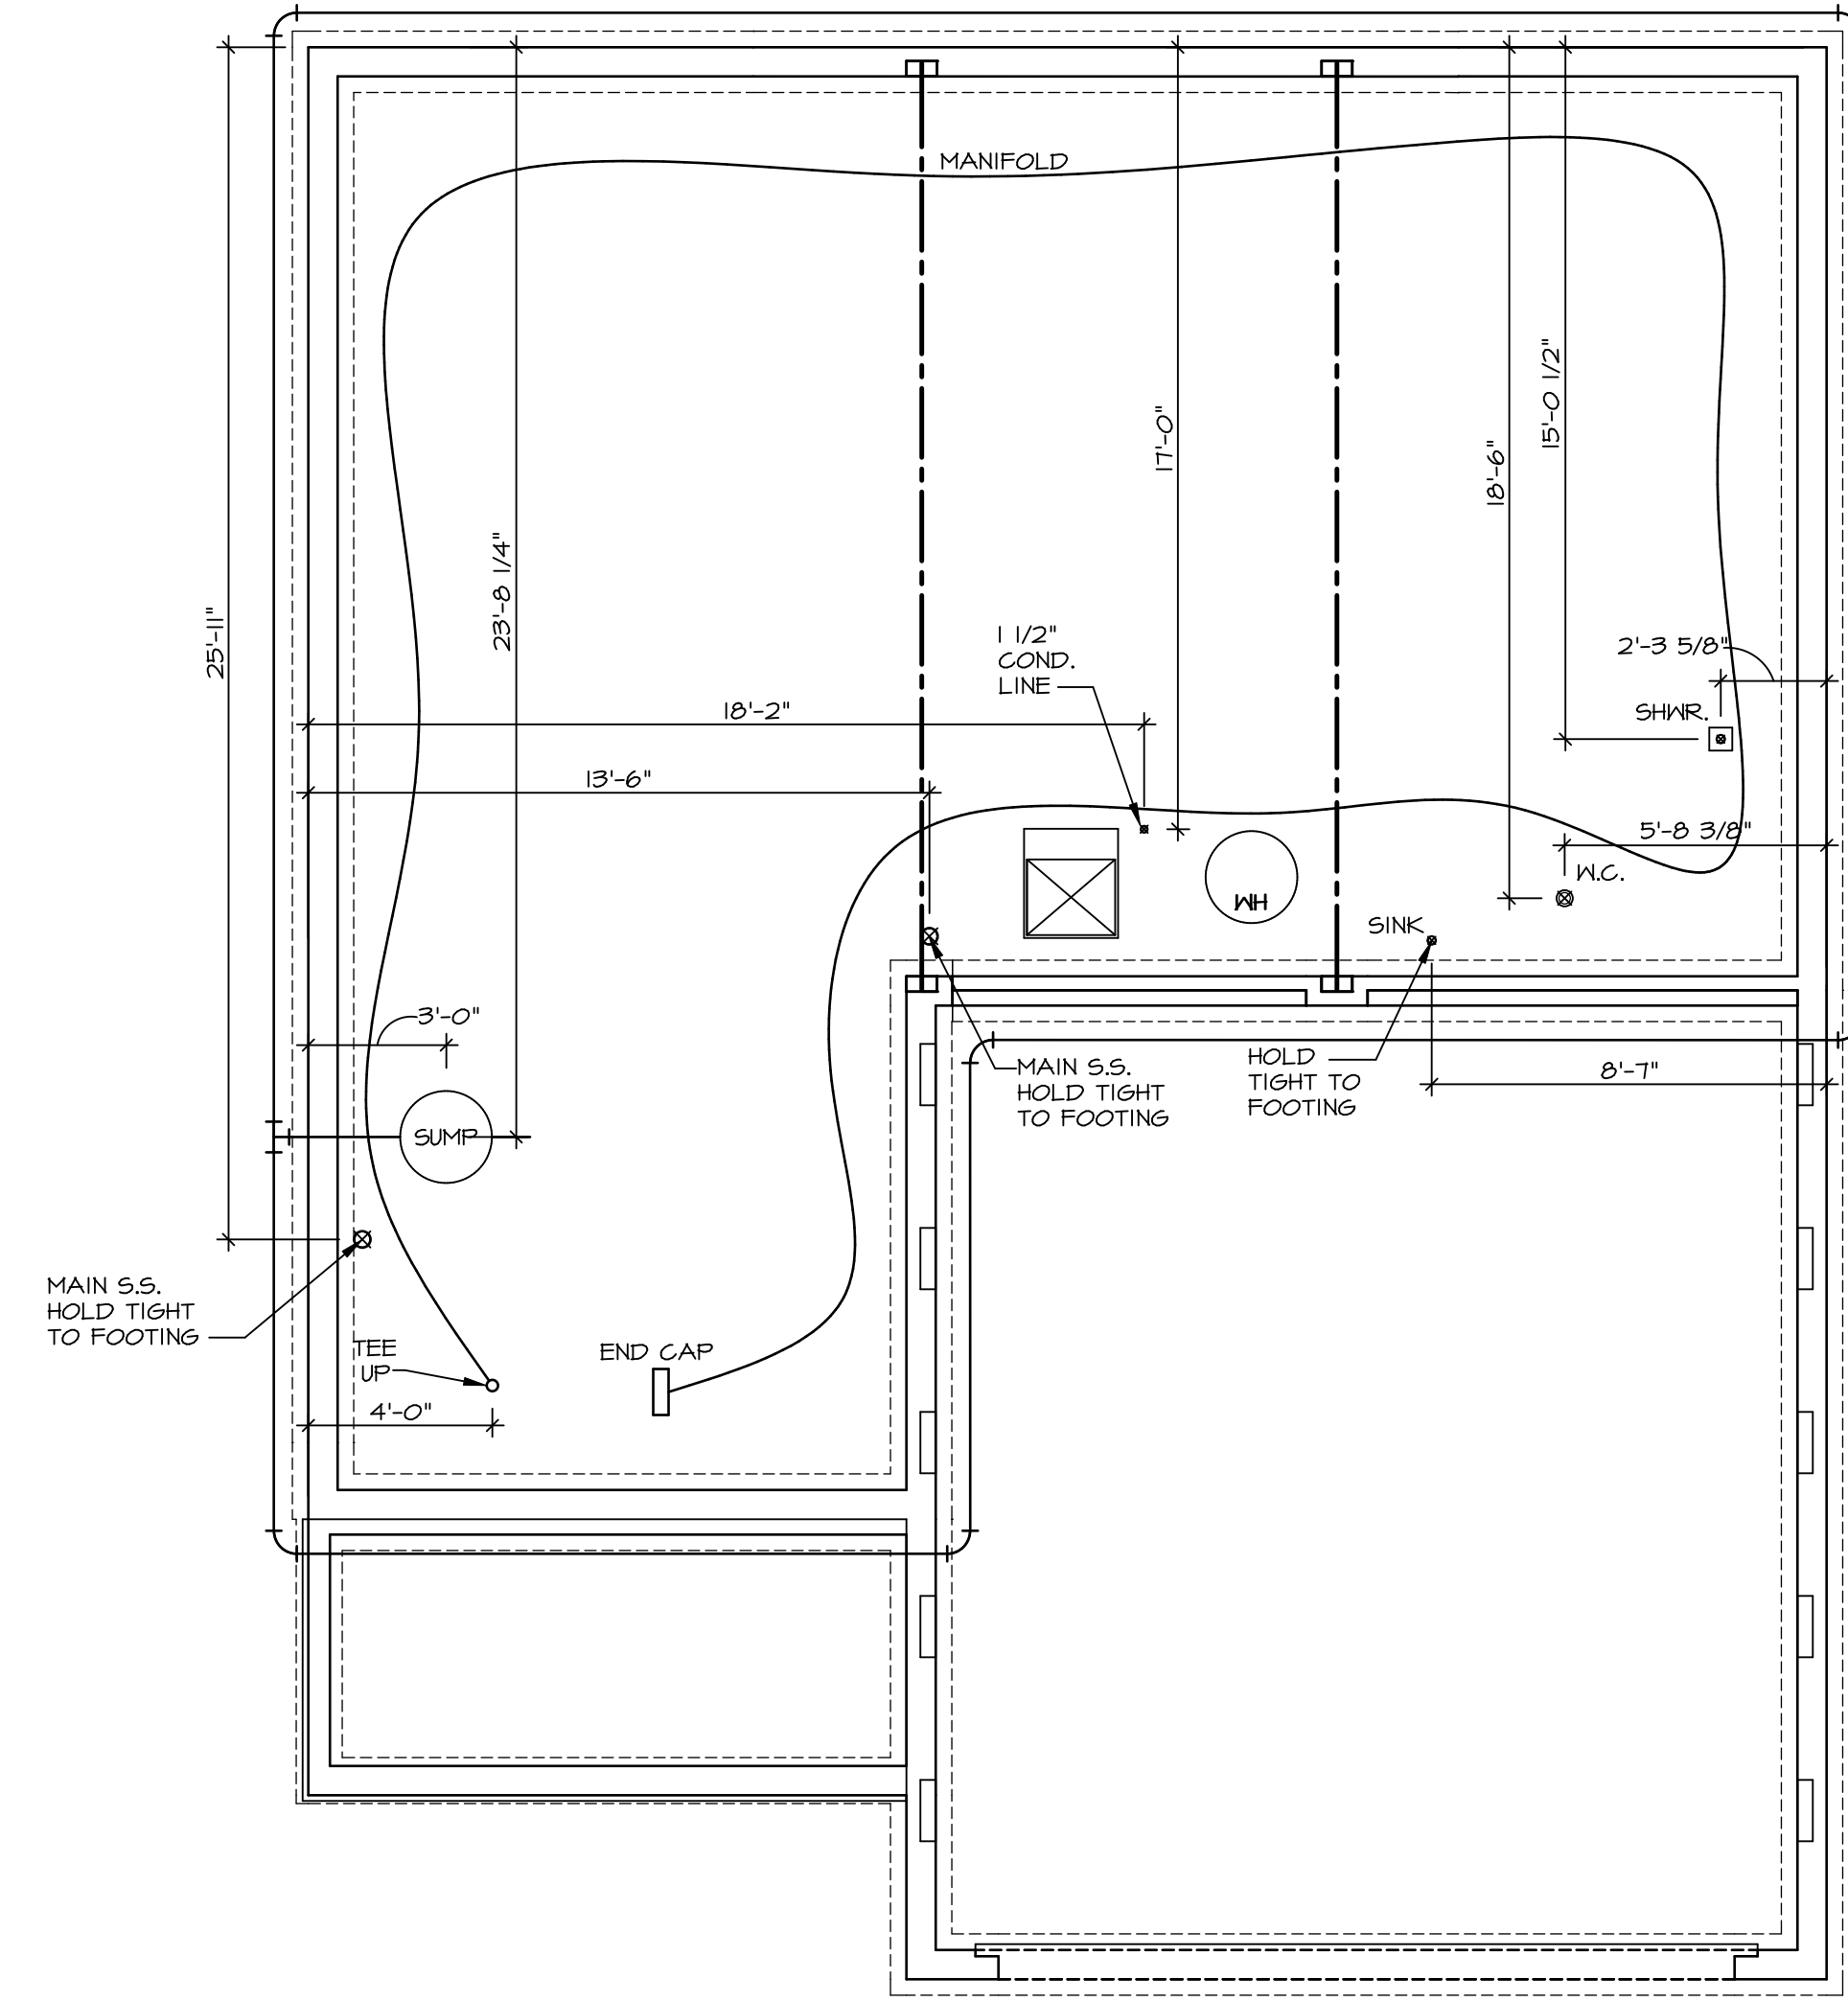 MANIFOLD
15'-0 1/2"
17'-0"
18'-6"
23'-8 1/4"
25'-11"
1 1/2"
COND.
LINE
2'-3 5/8"
18'-2"
SHWR.
13'-6"
5'-8 3/8"
W.C.
WH
SINK
3'-0"
MAIN S.S.
HOLD TIGHT
TO FOOTING
HOLD
TIGHT TO
FOOTING
8'-7"
SUMP
MAIN S.S.
HOLD TIGHT
TO FOOTING
TEE
UP
END CAP
4'-0"